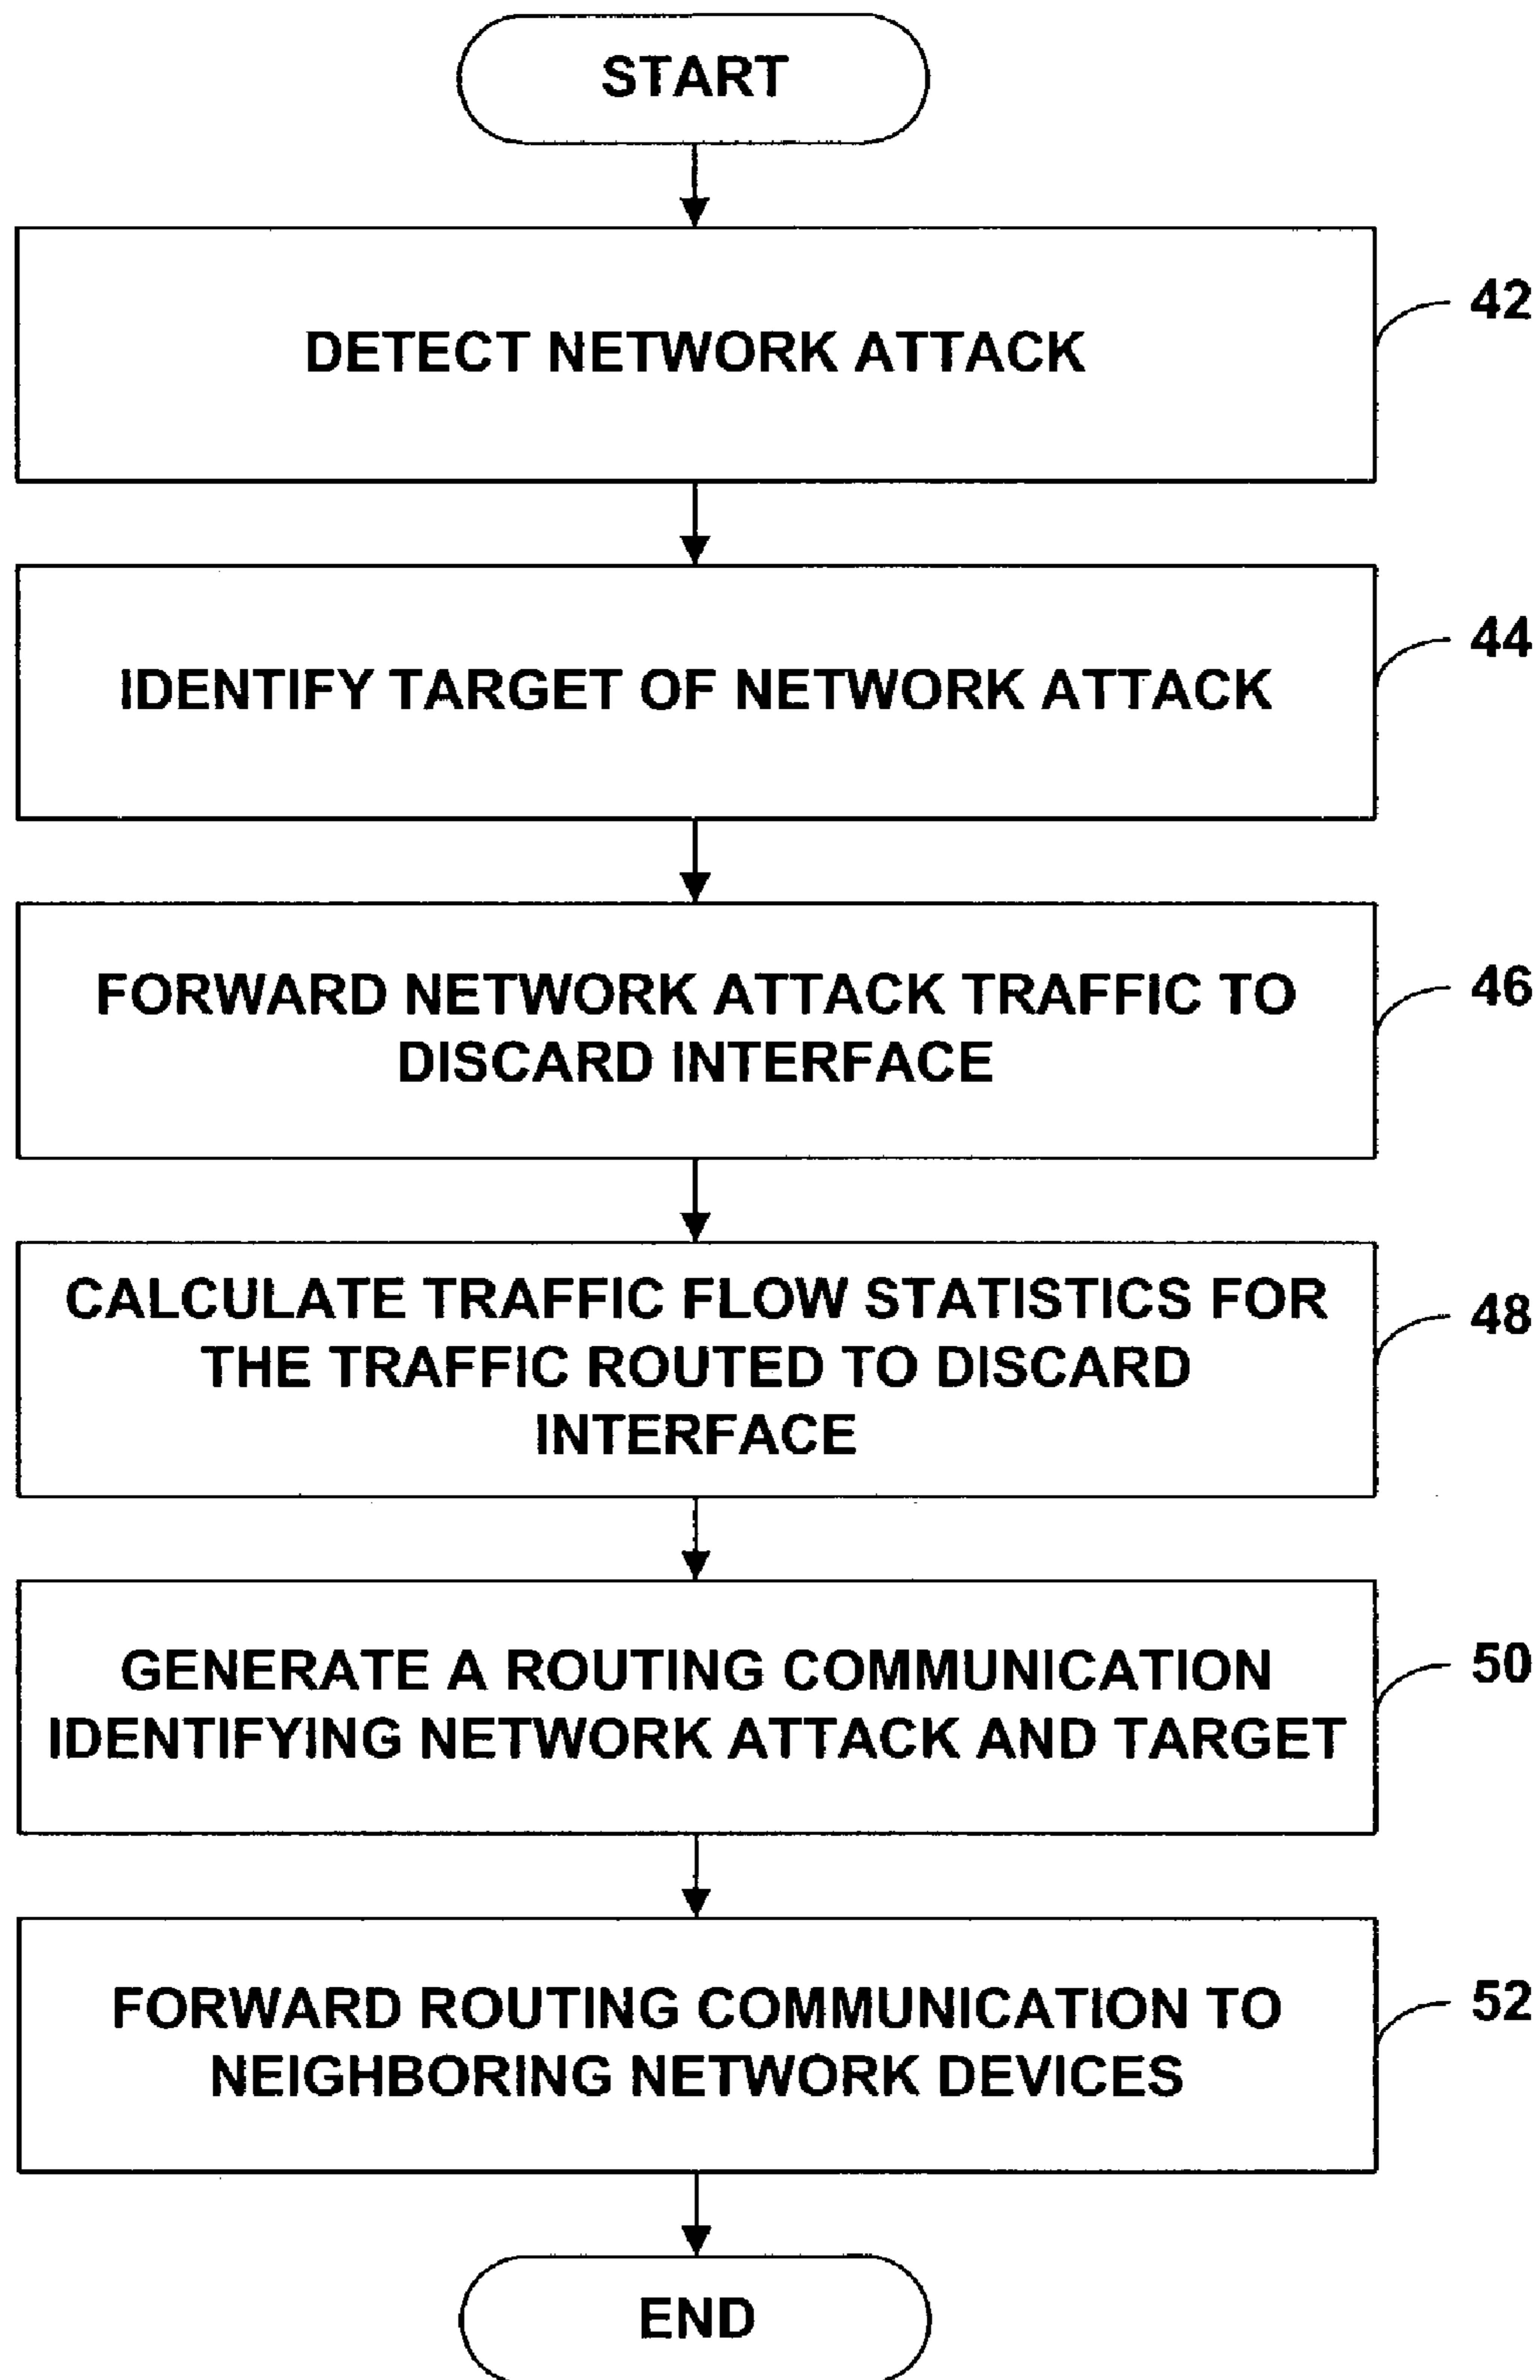 START
DETECT NETWORK ATTACK
42
IDENTIFY TARGET OF NETWORK ATTACK
44
FORWARD NETWORK ATTACK TRAFFIC TO
DISCARD INTERFACE
46
CALCULATE TRAFFIC FLOW STATISTICS FOR
THE TRAFFIC ROUTED TO DISCARD
INTERFACE
48
GENERATE A ROUTING COMMUNICATION
IDENTIFYING NETWORK ATTACK AND TARGET
50
FORWARD ROUTING COMMUNICATION TO
NEIGHBORING NETWORK DEVICES
52
END